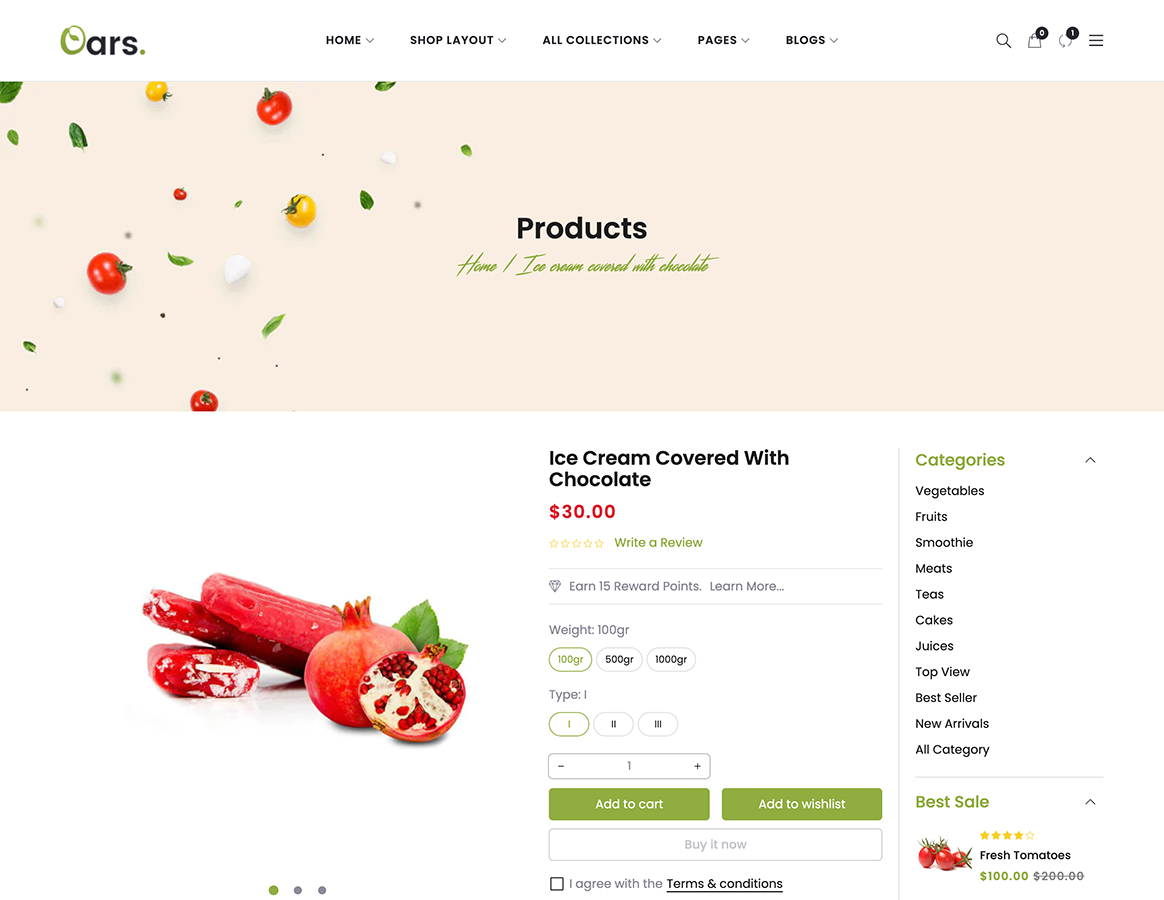 Oars.
HOME SHOP LAYOUT ALL COLLECTIONS PAGES BLOGS
0 1
Products
Home / Ice cream covered with chocolate
Ice Cream Covered With
Chocolate
$30.00
Write a Review
Earn 15 Reward Points. Learn More...
Weight: 100gr
100gr 500gr 1000gr
Type: I
I II III
− 1 +
Add to cart Add to wishlist
Buy it now
I agree with the Terms & conditions
Categories
Vegetables
Fruits
Smoothie
Meats
Teas
Cakes
Juices
Top View
Best Seller
New Arrivals
All Category
Best Sale
Fresh Tomatoes
$100.00 $200.00